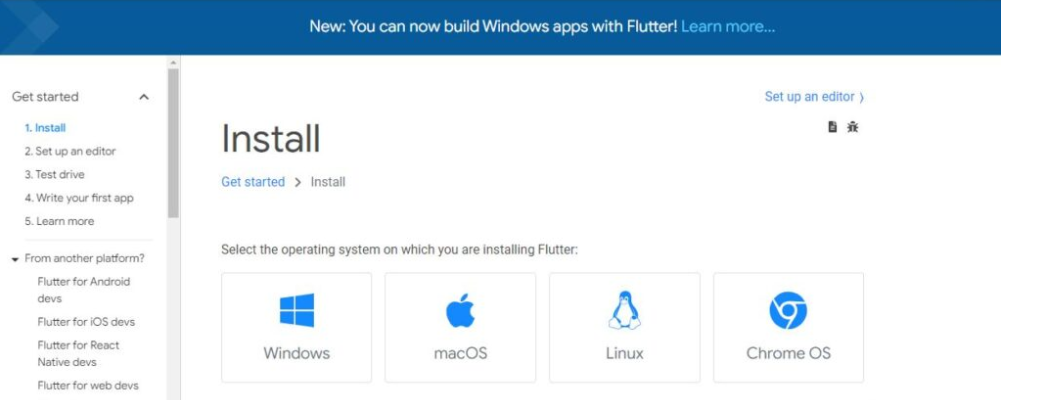 New: You can now build Windows apps with Flutter! Learn more...
Get started
1. Install
2. Set up an editor
3. Test drive
4. Write your first app
5. Learn more
From another platform?
Flutter for Android
devs
Flutter for iOS devs
Flutter for React
Native devs
Flutter for web devs
Set up an editor ⟩
Install
Get started > Install
Select the operating system on which you are installing Flutter:
Windows
macOS
Linux
Chrome OS